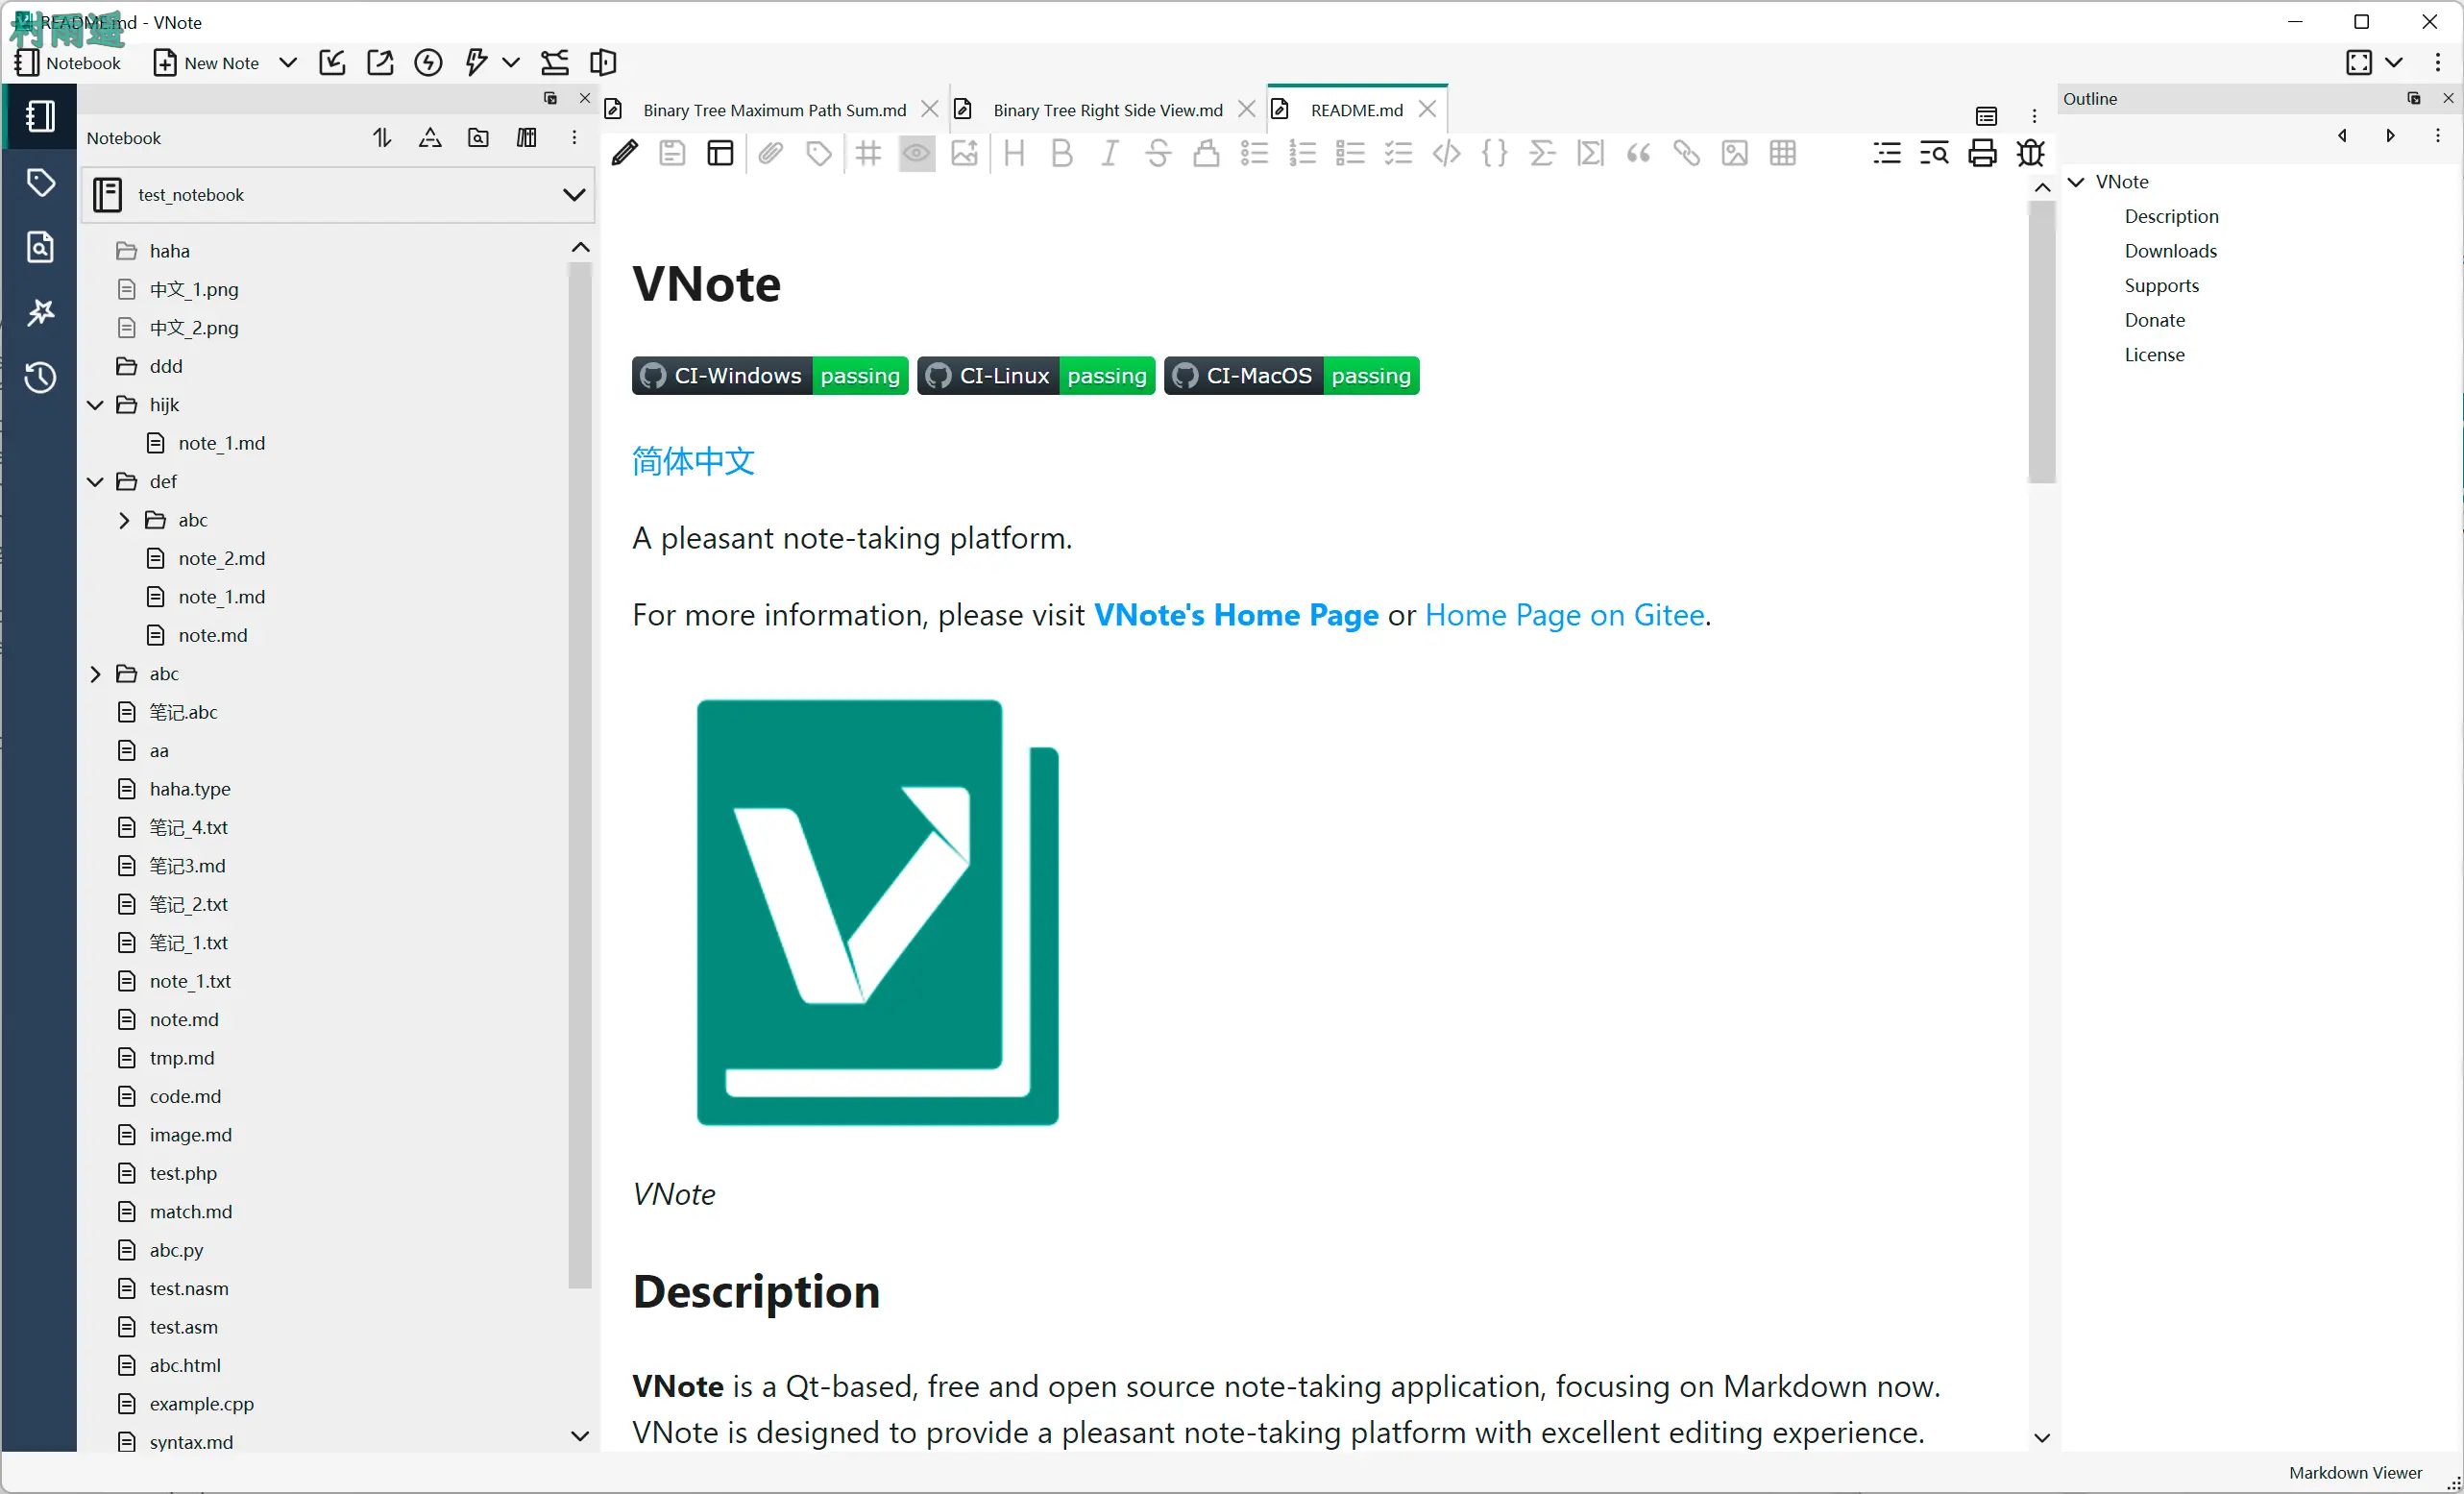 村雨遥
README.md - VNote
Notebook
New Note
Notebook
test_notebook
haha
中文_1.png
中文_2.png
ddd
hijk
note_1.md
def
abc
note_2.md
note_1.md
note.md
abc
笔记.abc
aa
haha.type
笔记_4.txt
笔记3.md
笔记_2.txt
笔记_1.txt
note_1.txt
note.md
tmp.md
code.md
image.md
test.php
match.md
abc.py
test.nasm
test.asm
abc.html
example.cpp
syntax.md
Binary Tree Maximum Path Sum.md
Binary Tree Right Side View.md
README.md
VNote
CI-Windows passing CI-Linux passing CI-MacOS passing
简体中文
A pleasant note-taking platform.
For more information, please visit VNote's Home Page or Home Page on Gitee.
VNote
Description
VNote is a Qt-based, free and open source note-taking application, focusing on Markdown now.
VNote is designed to provide a pleasant note-taking platform with excellent editing experience.
Outline
VNote
Description
Downloads
Supports
Donate
License
Markdown Viewer